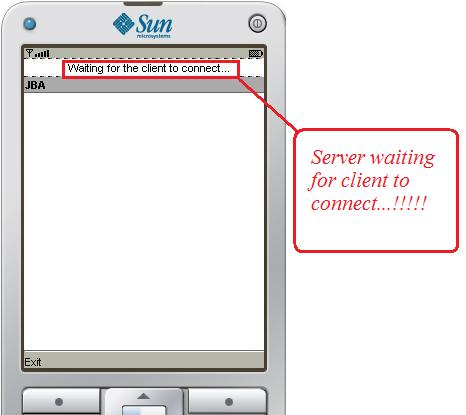 Sun
microsystems
Waiting for the client to connect...
JBA
Server waiting
for client to
connect...!!!!!
Exit